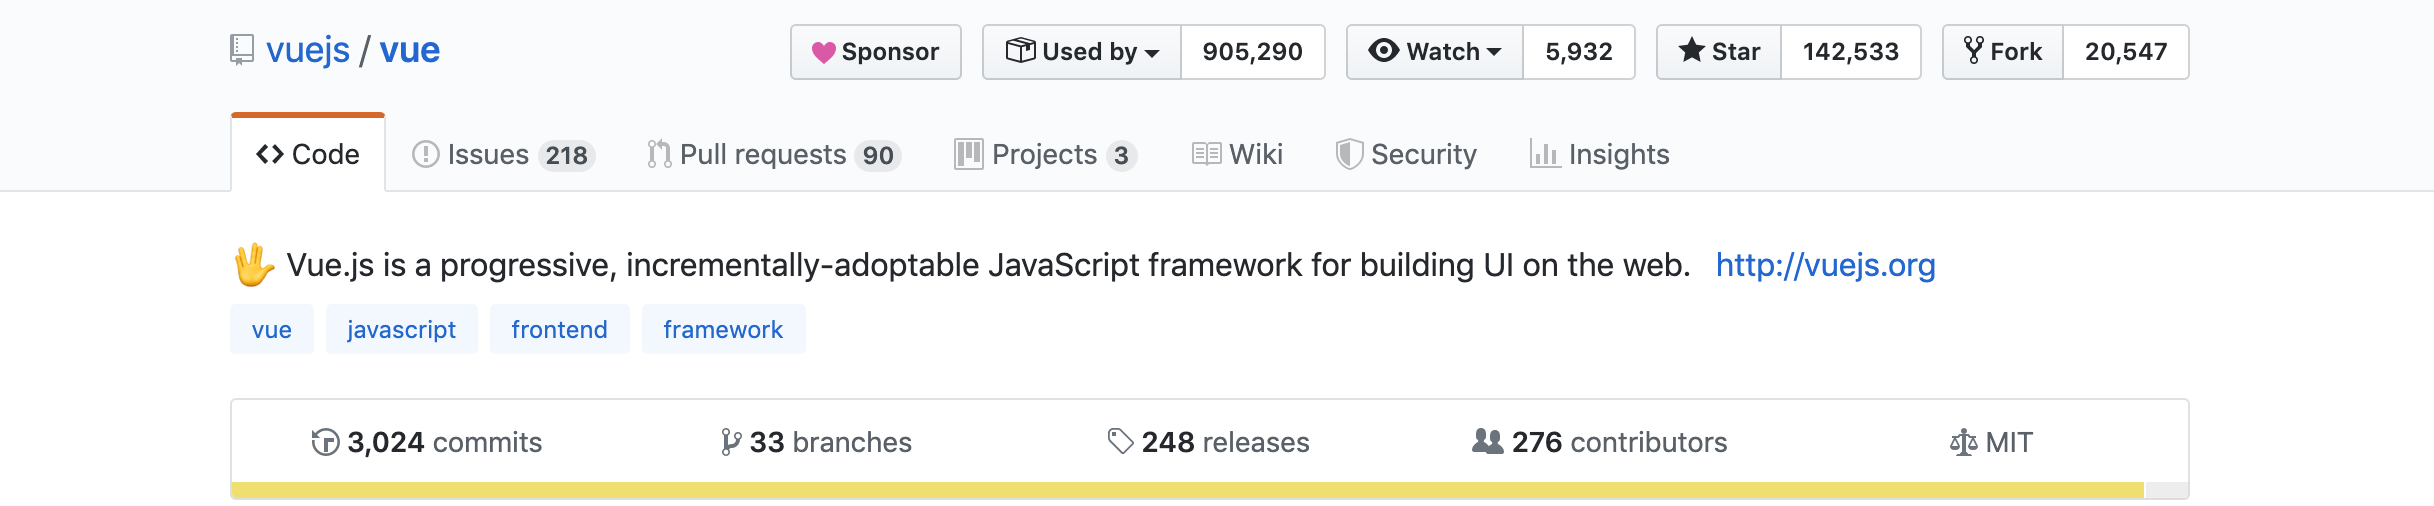 vuejs / vue Sponsor Used by 905,290 Watch 5,932 Star 142,533 Fork 20,547
Code Issues 218 Pull requests 90 Projects 3 Wiki Security Insights
🖖 Vue.js is a progressive, incrementally-adoptable JavaScript framework for building UI on the web. http://vuejs.org
vue javascript frontend framework
3,024 commits 33 branches 248 releases 276 contributors MIT